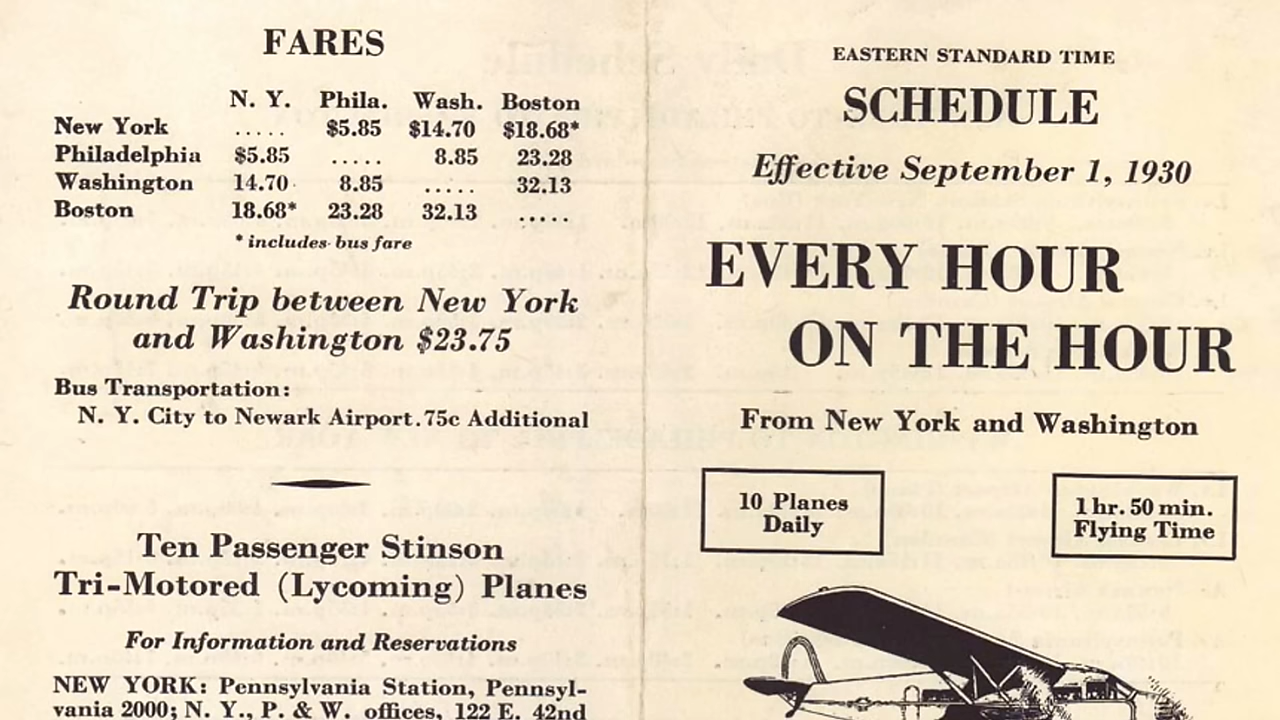 FARES
N. Y. Phila. Wash. Boston
New York ..... $5.85 $14.70 $18.68*
Philadelphia $5.85 ..... 8.85 23.28
Washington 14.70 8.85 ..... 32.13
Boston 18.68* 23.28 32.13 .....
* includes bus fare
Round Trip between New York
and Washington $23.75
Bus Transportation:
N. Y. City to Newark Airport.75c Additional
Ten Passenger Stinson
Tri-Motored (Lycoming) Planes
For Information and Reservations
NEW YORK: Pennsylvania Station, Pennsyl-
vania 2000; N. Y., P. & W. offices, 122 E. 42nd
EASTERN STANDARD TIME
SCHEDULE
Effective September 1, 1930
EVERY HOUR
ON THE HOUR
From New York and Washington
10 Planes
Daily
1 hr. 50 min.
Flying Time